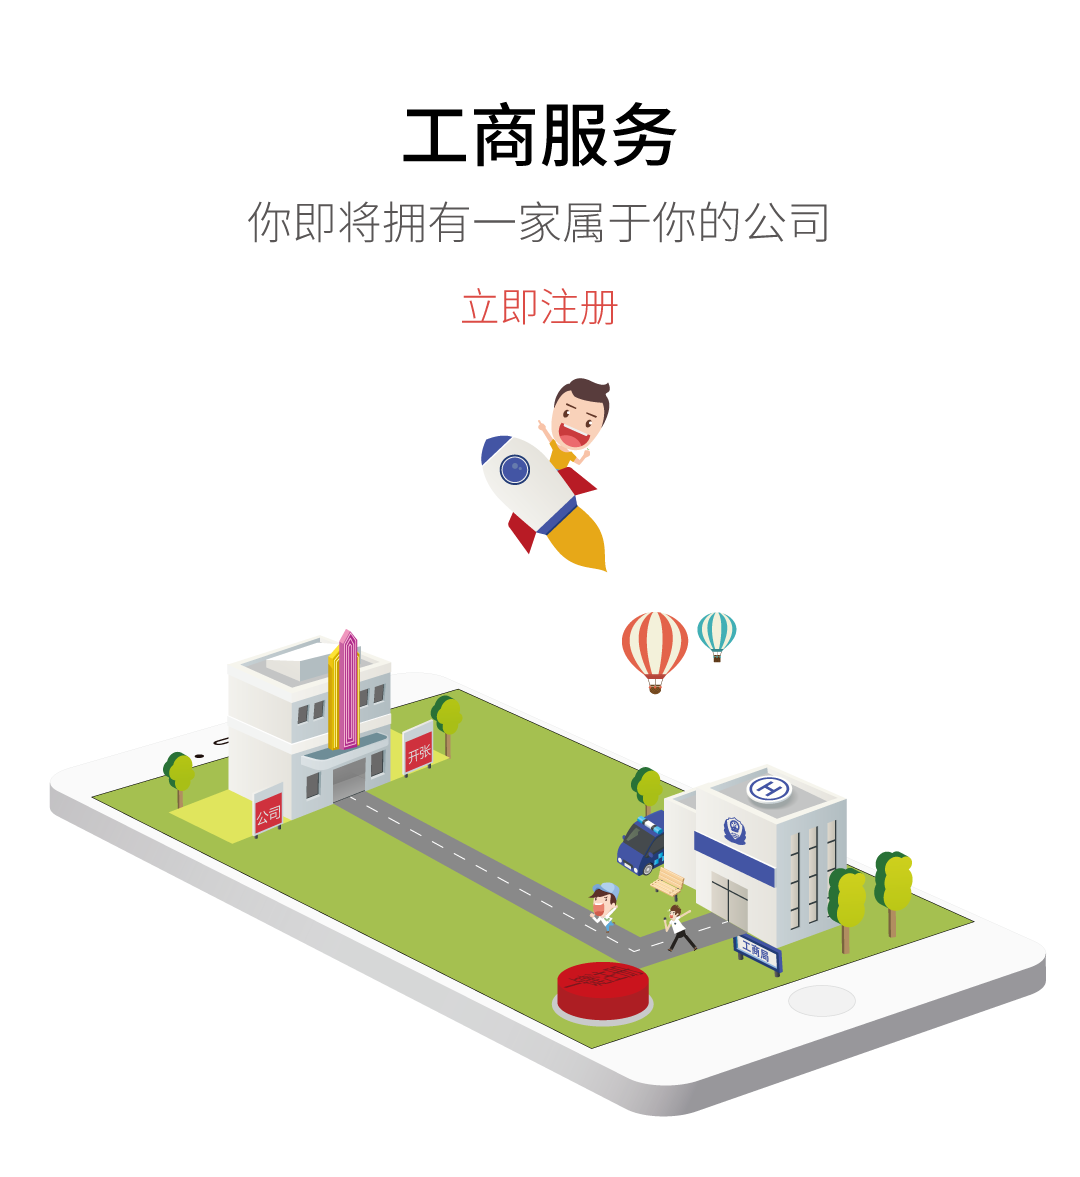 工商服务
你即将拥有一家属于你的公司
立即注册
开张
公司
工商局